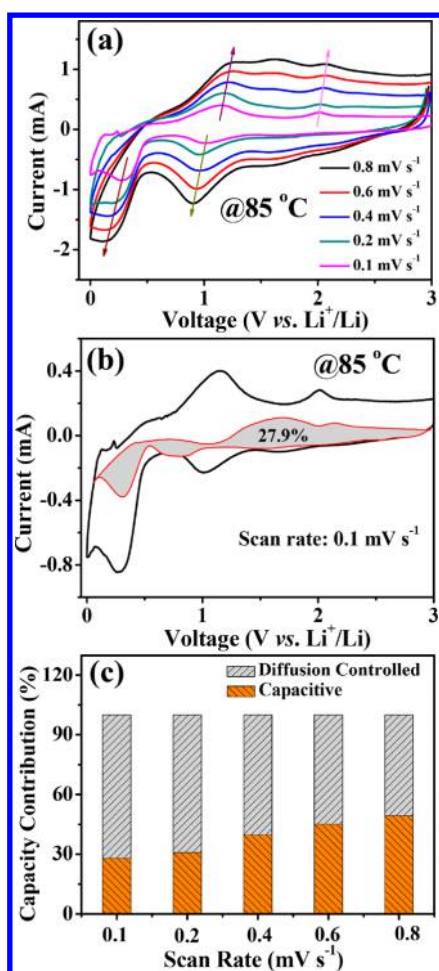 (a)
1
0
-1
-2
Current (mA)
@85 °C
0.8 mV s⁻¹
0.6 mV s⁻¹
0.4 mV s⁻¹
0.2 mV s⁻¹
0.1 mV s⁻¹
0 1 2 3
Voltage (V vs. Li⁺/Li)
(b)
@85 °C
0.4
0.0
-0.4
-0.8
Current (mA)
27.9%
Scan rate: 0.1 mV s⁻¹
0 1 2 3
Voltage (V vs. Li⁺/Li)
(c)
Diffusion Controlled
Capacitive
120
90
60
30
0
Capacity Contribution (%)
0.1 0.2 0.4 0.6 0.8
Scan Rate (mV s⁻¹)